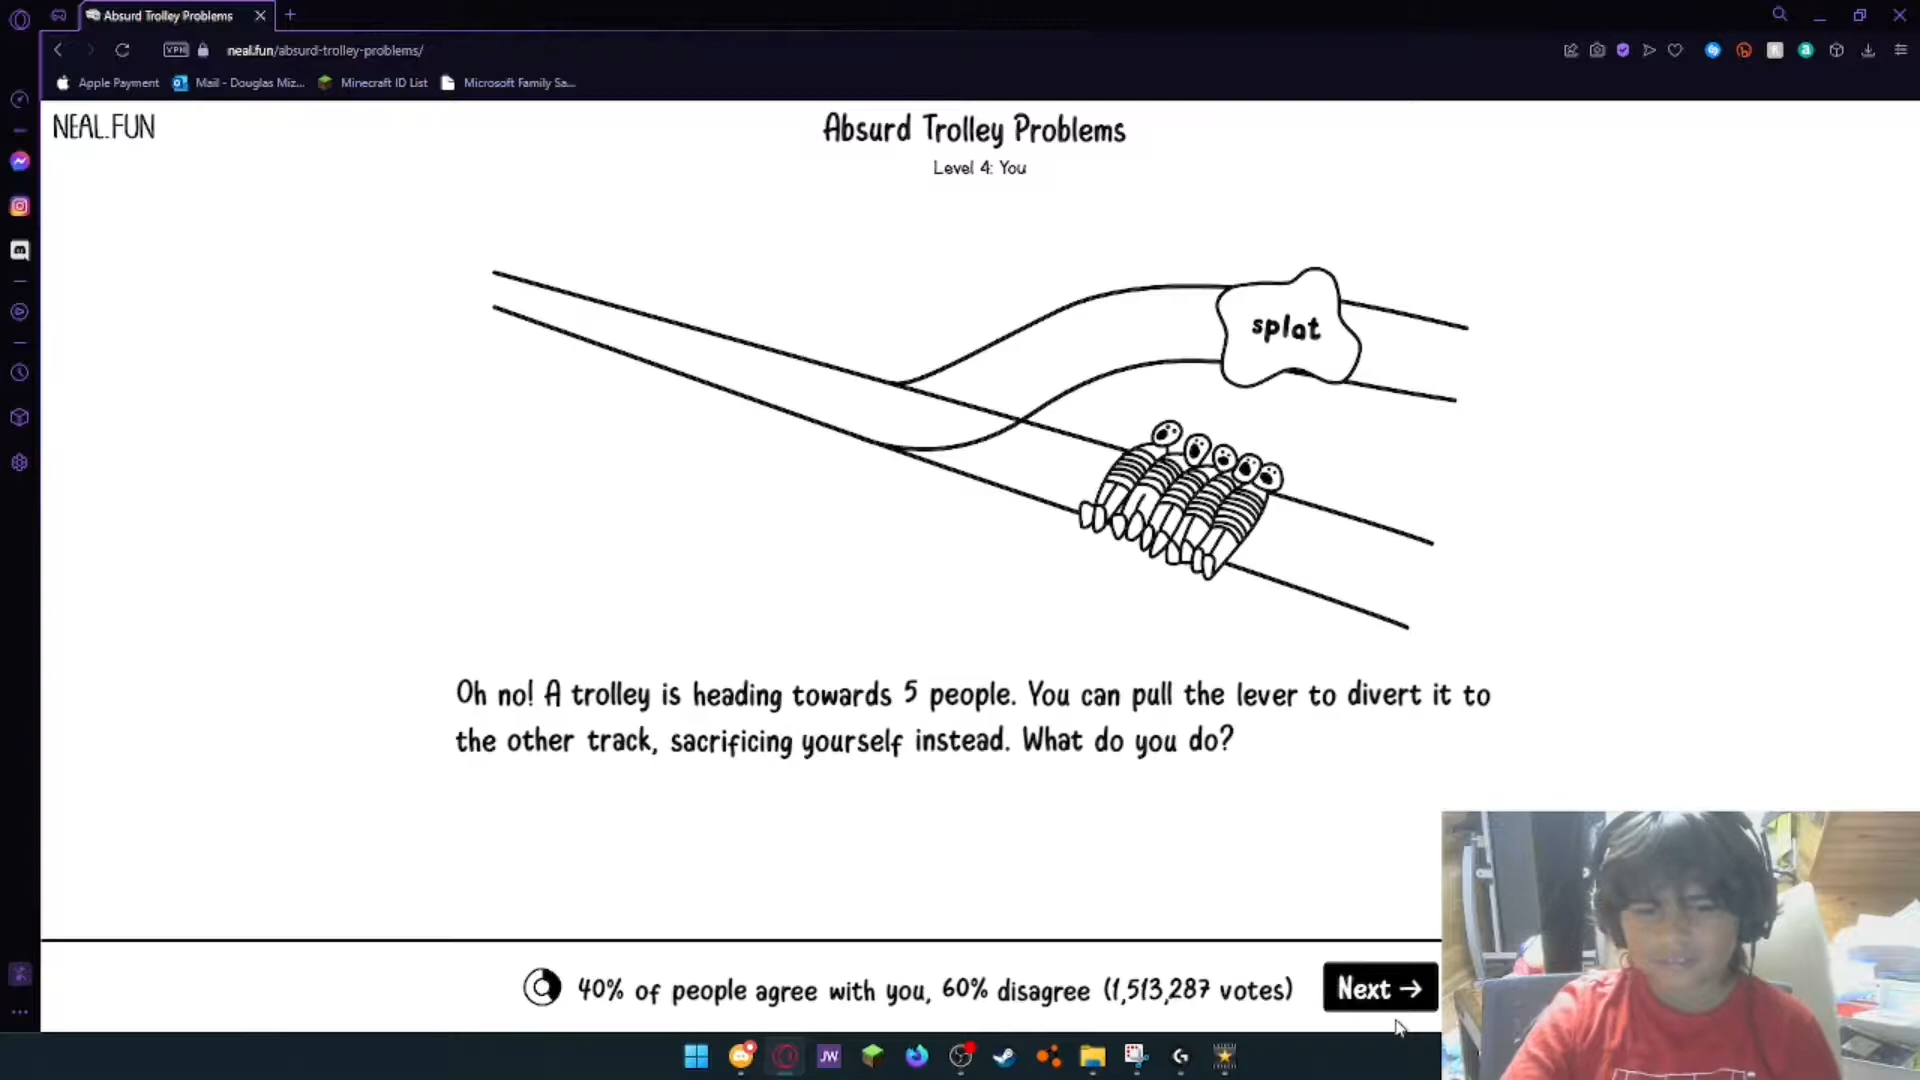 Absurd Trolley Problems
VPN
neal.fun/absurd-trolley-problems/
Apple Payment
Mail - Douglas Miz...
Minecraft ID List
Microsoft Family Sa...
NEAL.FUN
Absurd Trolley Problems
Level 4: You
splat
Oh no! A trolley is heading towards 5 people. You can pull the lever to divert it to
the other track, sacrificing yourself instead. What do you do?
40% of people agree with you, 60% disagree (1,513,287 votes)
Next →
JW